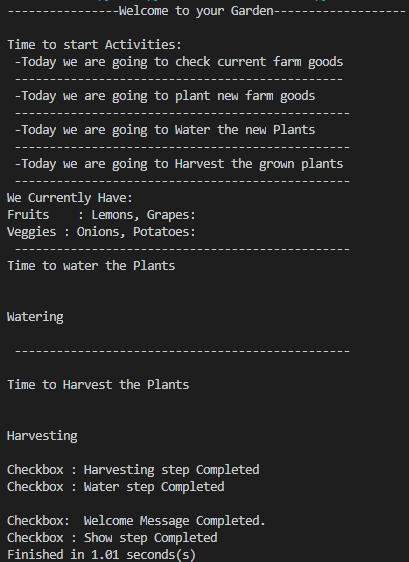 ----------------Welcome to your Garden-------------------
Time to start Activities:
-Today we are going to check current farm goods
-----------------------------------------------
-Today we are going to plant new farm goods
------------------------------------------------
-Today we are going to Water the new Plants
------------------------------------------------
-Today we are going to Harvest the grown plants
------------------------------------------------
We Currently Have:
Fruits    : Lemons, Grapes:
Veggies : Onions, Potatoes:
------------------------------------------------
Time to water the Plants
Watering
------------------------------------------------
Time to Harvest the Plants
Harvesting
Checkbox : Harvesting step Completed
Checkbox : Water step Completed
Checkbox:  Welcome Message Completed.
Checkbox : Show step Completed
Finished in 1.01 seconds(s)